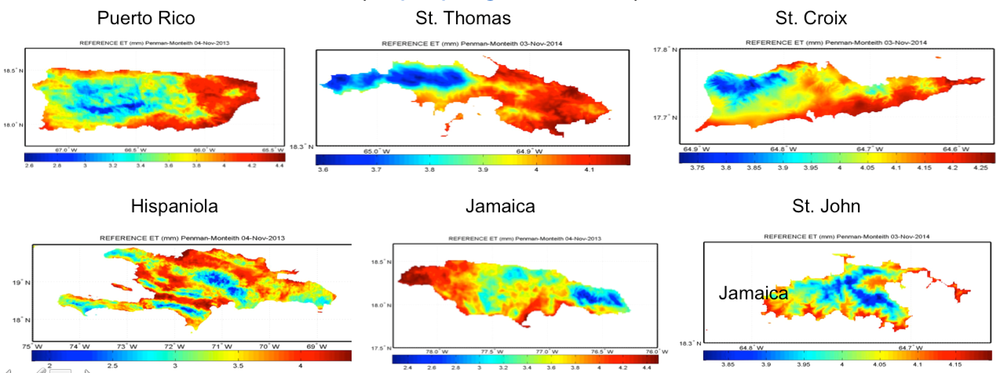 Puerto Rico
REFERENCE ET (mm) Penman-Monteith 04-Nov-2013
18.5° N
18.0° N
67.0° W 66.5° W 66.0° W 65.5° W
2.6 2.8 3 3.2 3.4 3.6 3.8 4 4.2 4.4
St. Thomas
REFERENCE ET (mm) Penman-Monteith 03-Nov-2014
18.3° N
65.0° W 64.9° W
3.6 3.7 3.8 3.9 4 4.1
St. Croix
REFERENCE ET (mm) Penman-Monteith 03-Nov-2014
17.8° N
17.7° N
64.9° W 64.8° W 64.7° W 64.6° W
3.75 3.8 3.85 3.9 3.95 4 4.05 4.1 4.15 4.2 4.25
Hispaniola
REFERENCE ET (mm) Penman-Monteith 04-Nov-2013
19° N
18° N
75° W 74° W 73° W 72° W 71° W 70° W 69° W
2 2.5 3 3.5 4
Jamaica
REFERENCE ET (mm) Penman-Monteith 04-Nov-2013
18.5° N
18.0° N
17.5° N
78.0° W 77.5° W 77.0° W 76.5° W 76.0° W
2.4 2.6 2.8 3 3.2 3.4 3.6 3.8 4 4.2 4.4
St. John
REFERENCE ET (mm) Penman-Monteith 03-Nov-2014
Jamaica
18.3° N
64.8° W 64.7° W
3.85 3.9 3.95 4 4.05 4.1 4.15